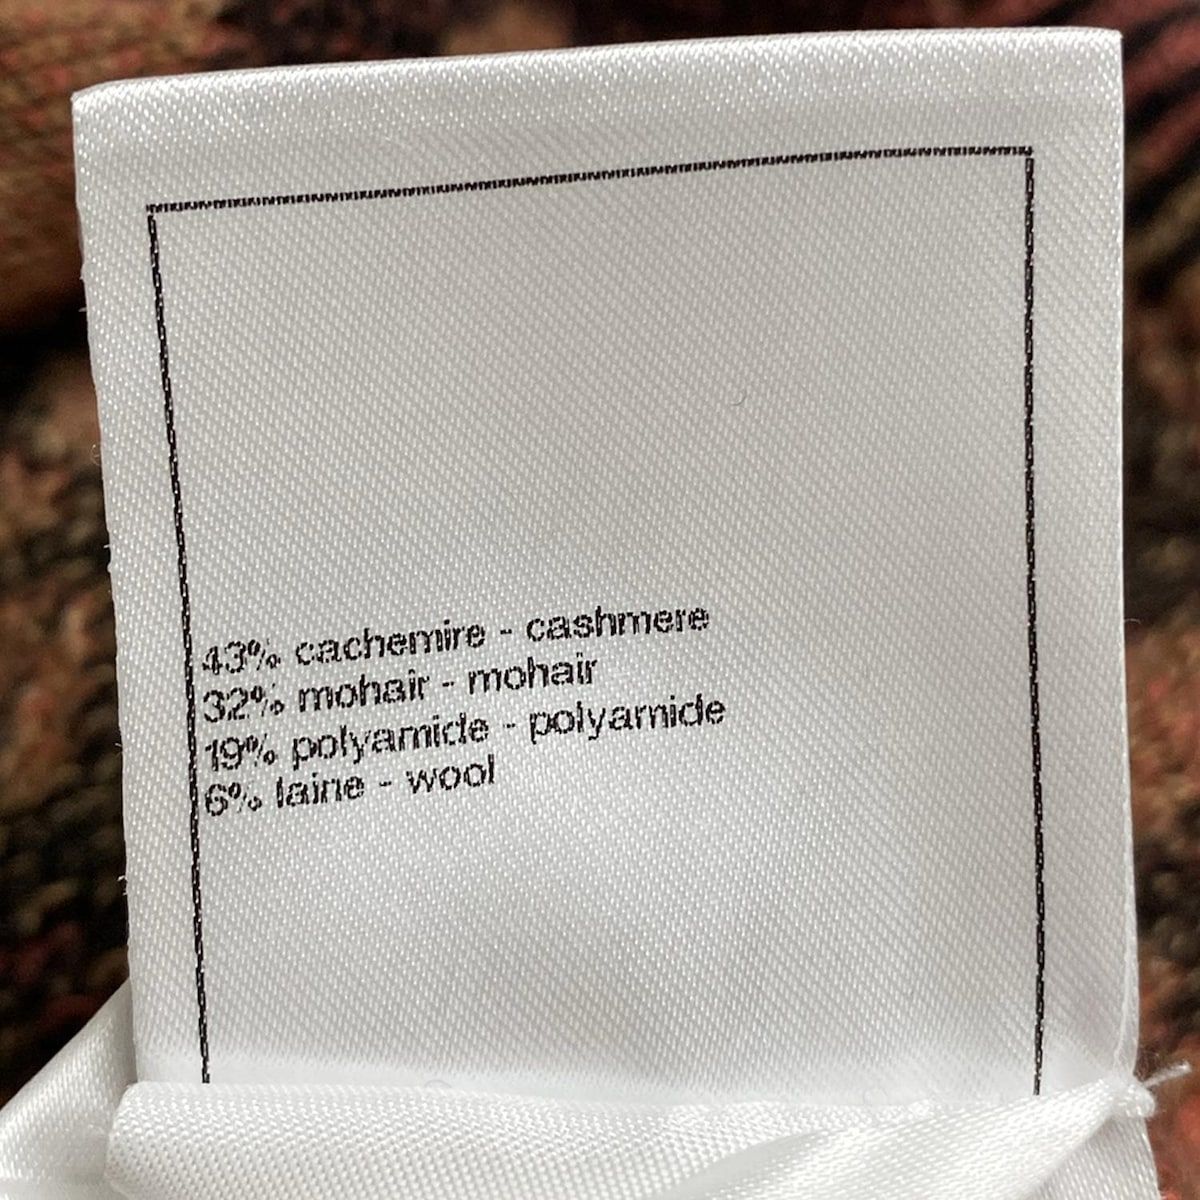 43% cachemire - cashmere
32% mohair - mohair
19% polyamide - polyamide
6% laine - wool